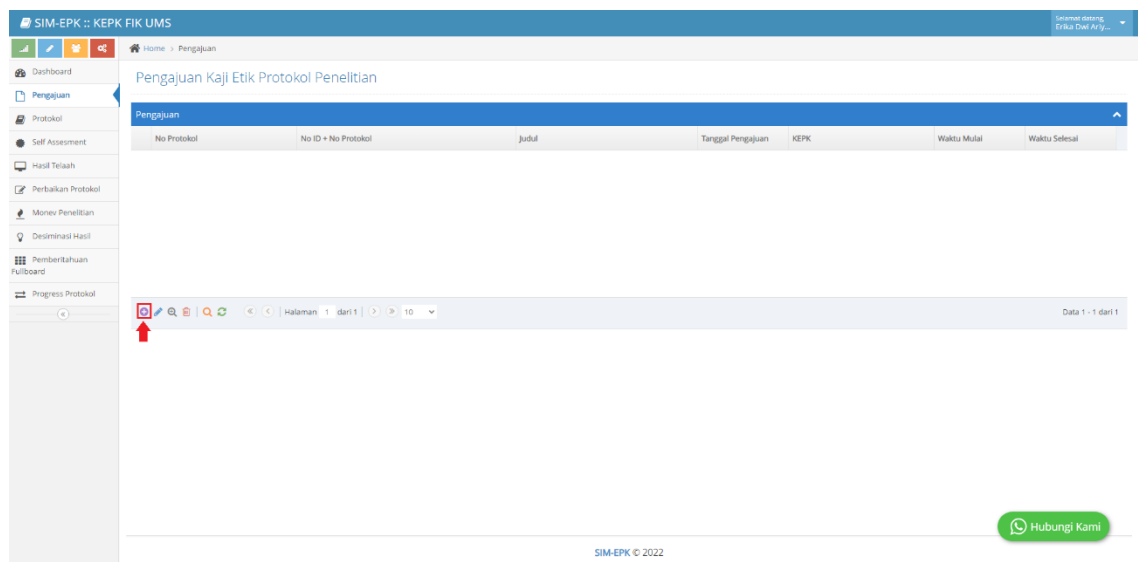 SIM-EPK :: KEPK FIK UMS
Selamat datang,
Erika Dwi Arly...
Home > Pengajuan
Dashboard
Pengajuan
Protokol
Self Assesment
Hasil Telaah
Perbaikan Protokol
Monev Penelitian
Desiminasi Hasil
Pemberitahuan
Fullboard
Progress Protokol
Pengajuan Kaji Etik Protokol Penelitian
Pengajuan
No Protokol No ID + No Protokol Judul Tanggal Pengajuan KEPK Waktu Mulai Waktu Selesai
Halaman 1 dari 1 10 Data 1 - 1 dari 1
Hubungi Kami
SIM-EPK © 2022